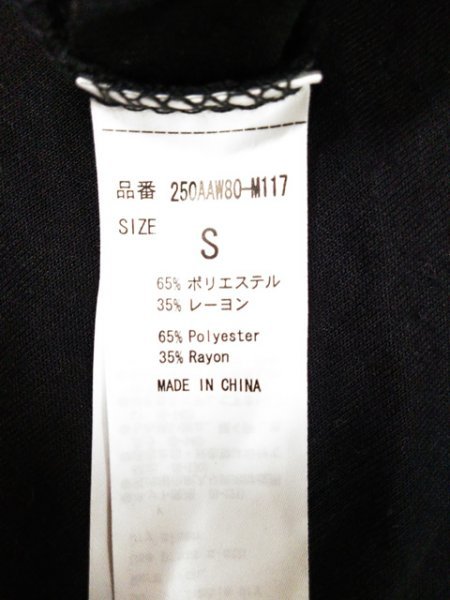 品番 250AAW80-M117
SIZE
S
65% ポリエステル
35% レーヨン
65% Polyester
35% Rayon
MADE IN CHINA